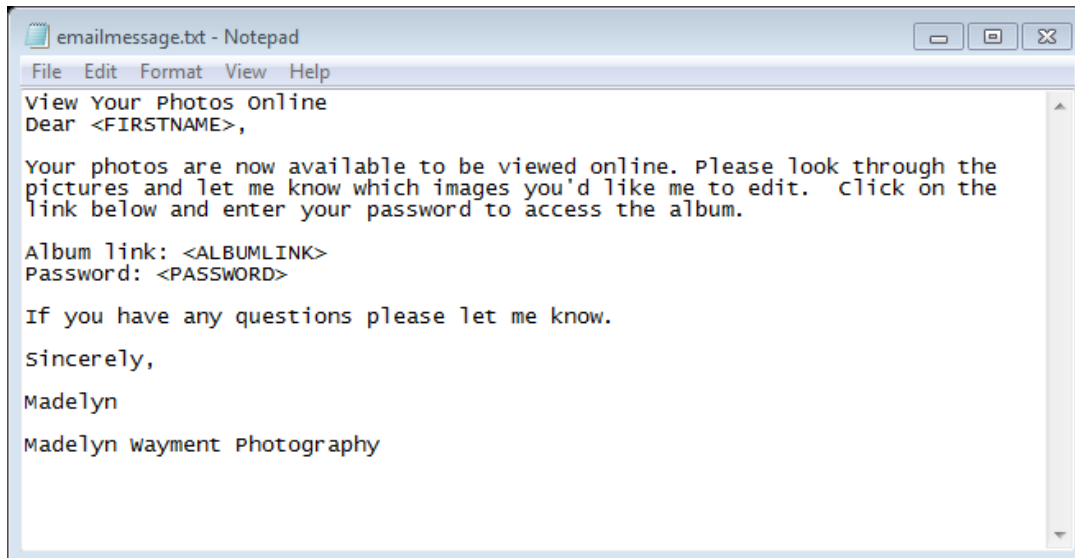 emailmessage.txt - Notepad
File Edit Format View Help
View Your Photos Online
Dear <FIRSTNAME>,
Your photos are now available to be viewed online. Please look through the
pictures and let me know which images you'd like me to edit.  Click on the
link below and enter your password to access the album.
Album link: <ALBUMLINK>
Password: <PASSWORD>
If you have any questions please let me know.
Sincerely,
Madelyn
Madelyn Wayment Photography